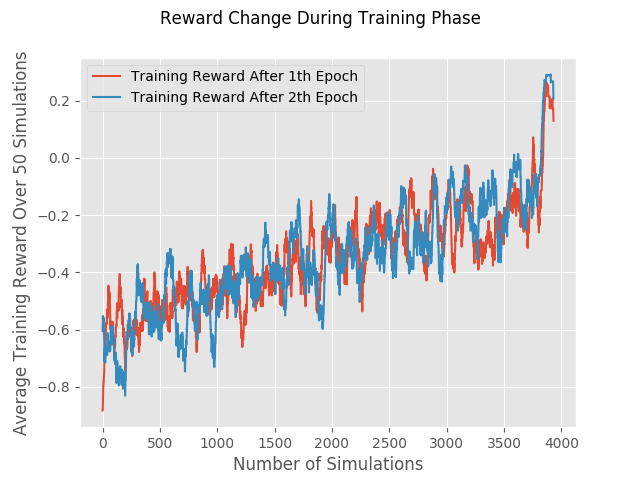 Reward Change During Training Phase
Training Reward After 1th Epoch
Training Reward After 2th Epoch
Average Training Reward Over 50 Simulations
0.2
0.0
−0.2
−0.4
−0.6
−0.8
0 500 1000 1500 2000 2500 3000 3500 4000
Number of Simulations